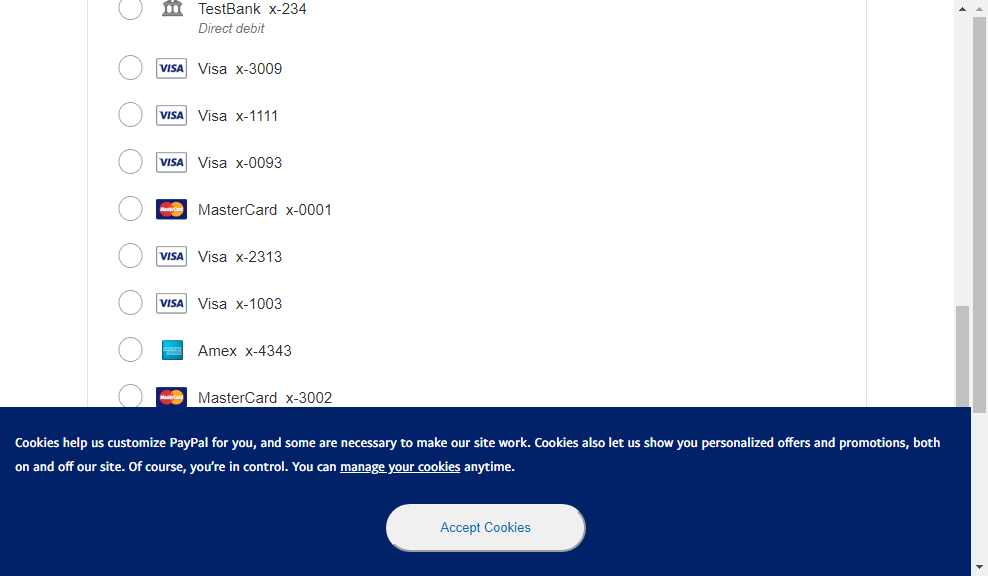 TestBank x-234
Direct debit
VISA Visa x-3009
VISA Visa x-1111
VISA Visa x-0093
MasterCard MasterCard x-0001
VISA Visa x-2313
VISA Visa x-1003
Amex x-4343
MasterCard MasterCard x-3002
Cookies help us customize PayPal for you, and some are necessary to make our site work. Cookies also let us show you personalized offers and promotions, both
on and off our site. Of course, you're in control. You can manage your cookies anytime.
Accept Cookies